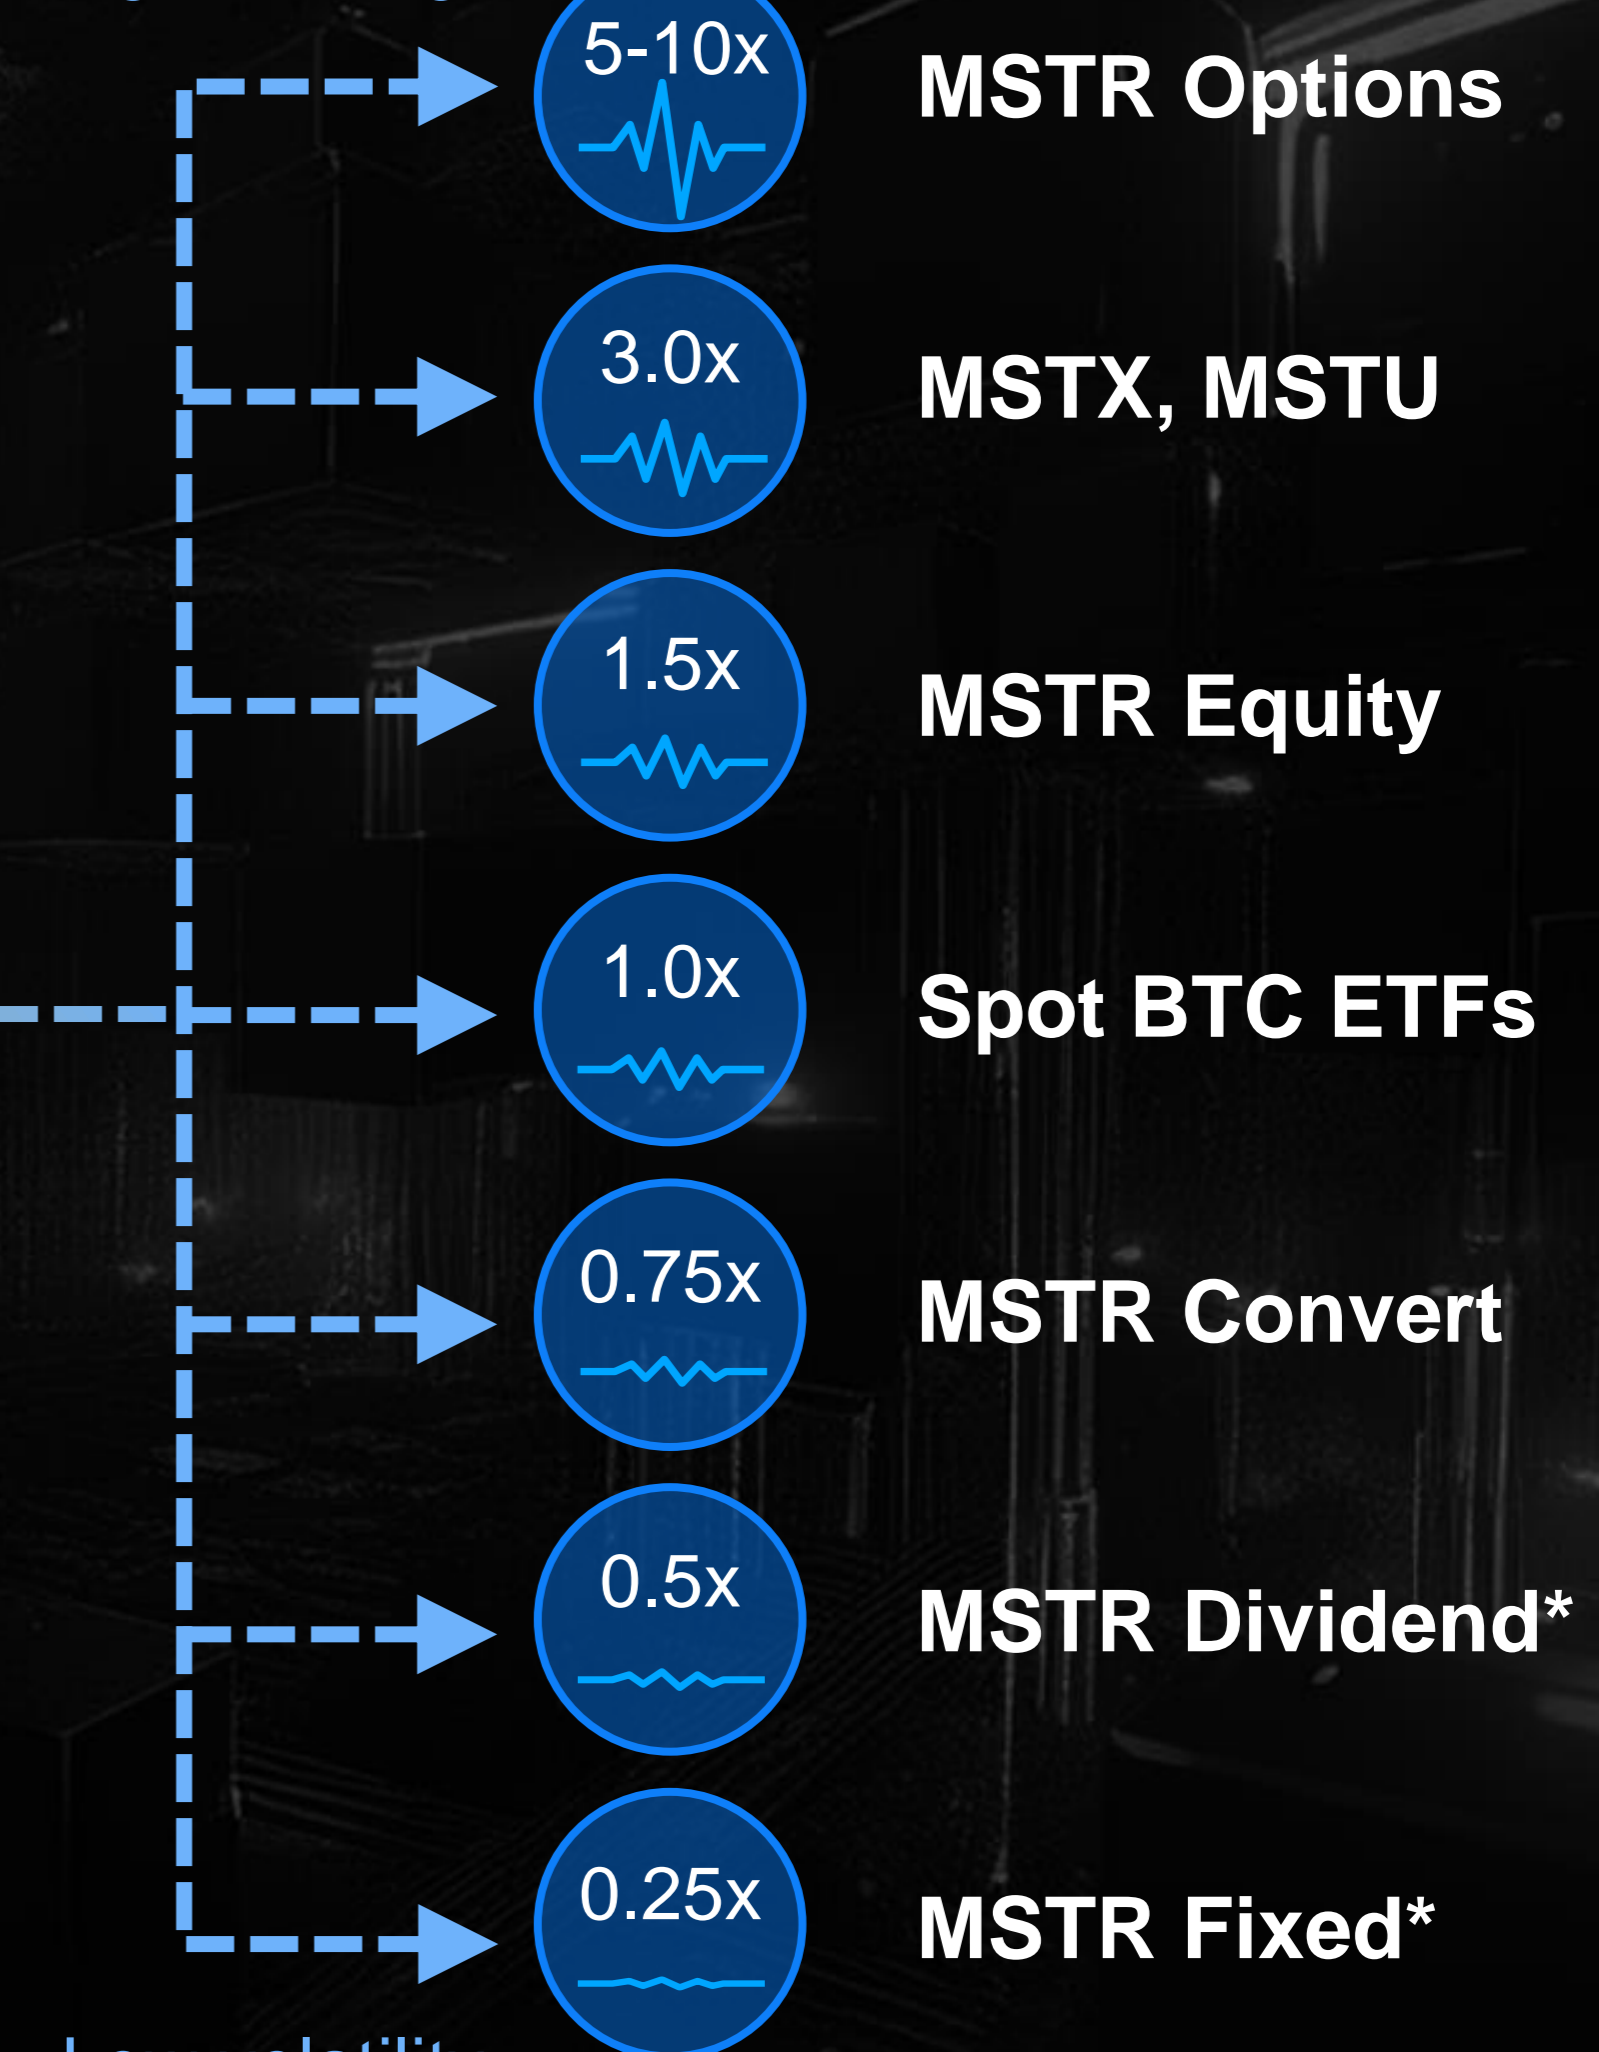 5-10x
MSTR Options
3.0x
MSTX, MSTU
1.5x
MSTR Equity
1.0x
Spot BTC ETFs
0.75x
MSTR Convert
0.5x
MSTR Dividend*
0.25x
MSTR Fixed*